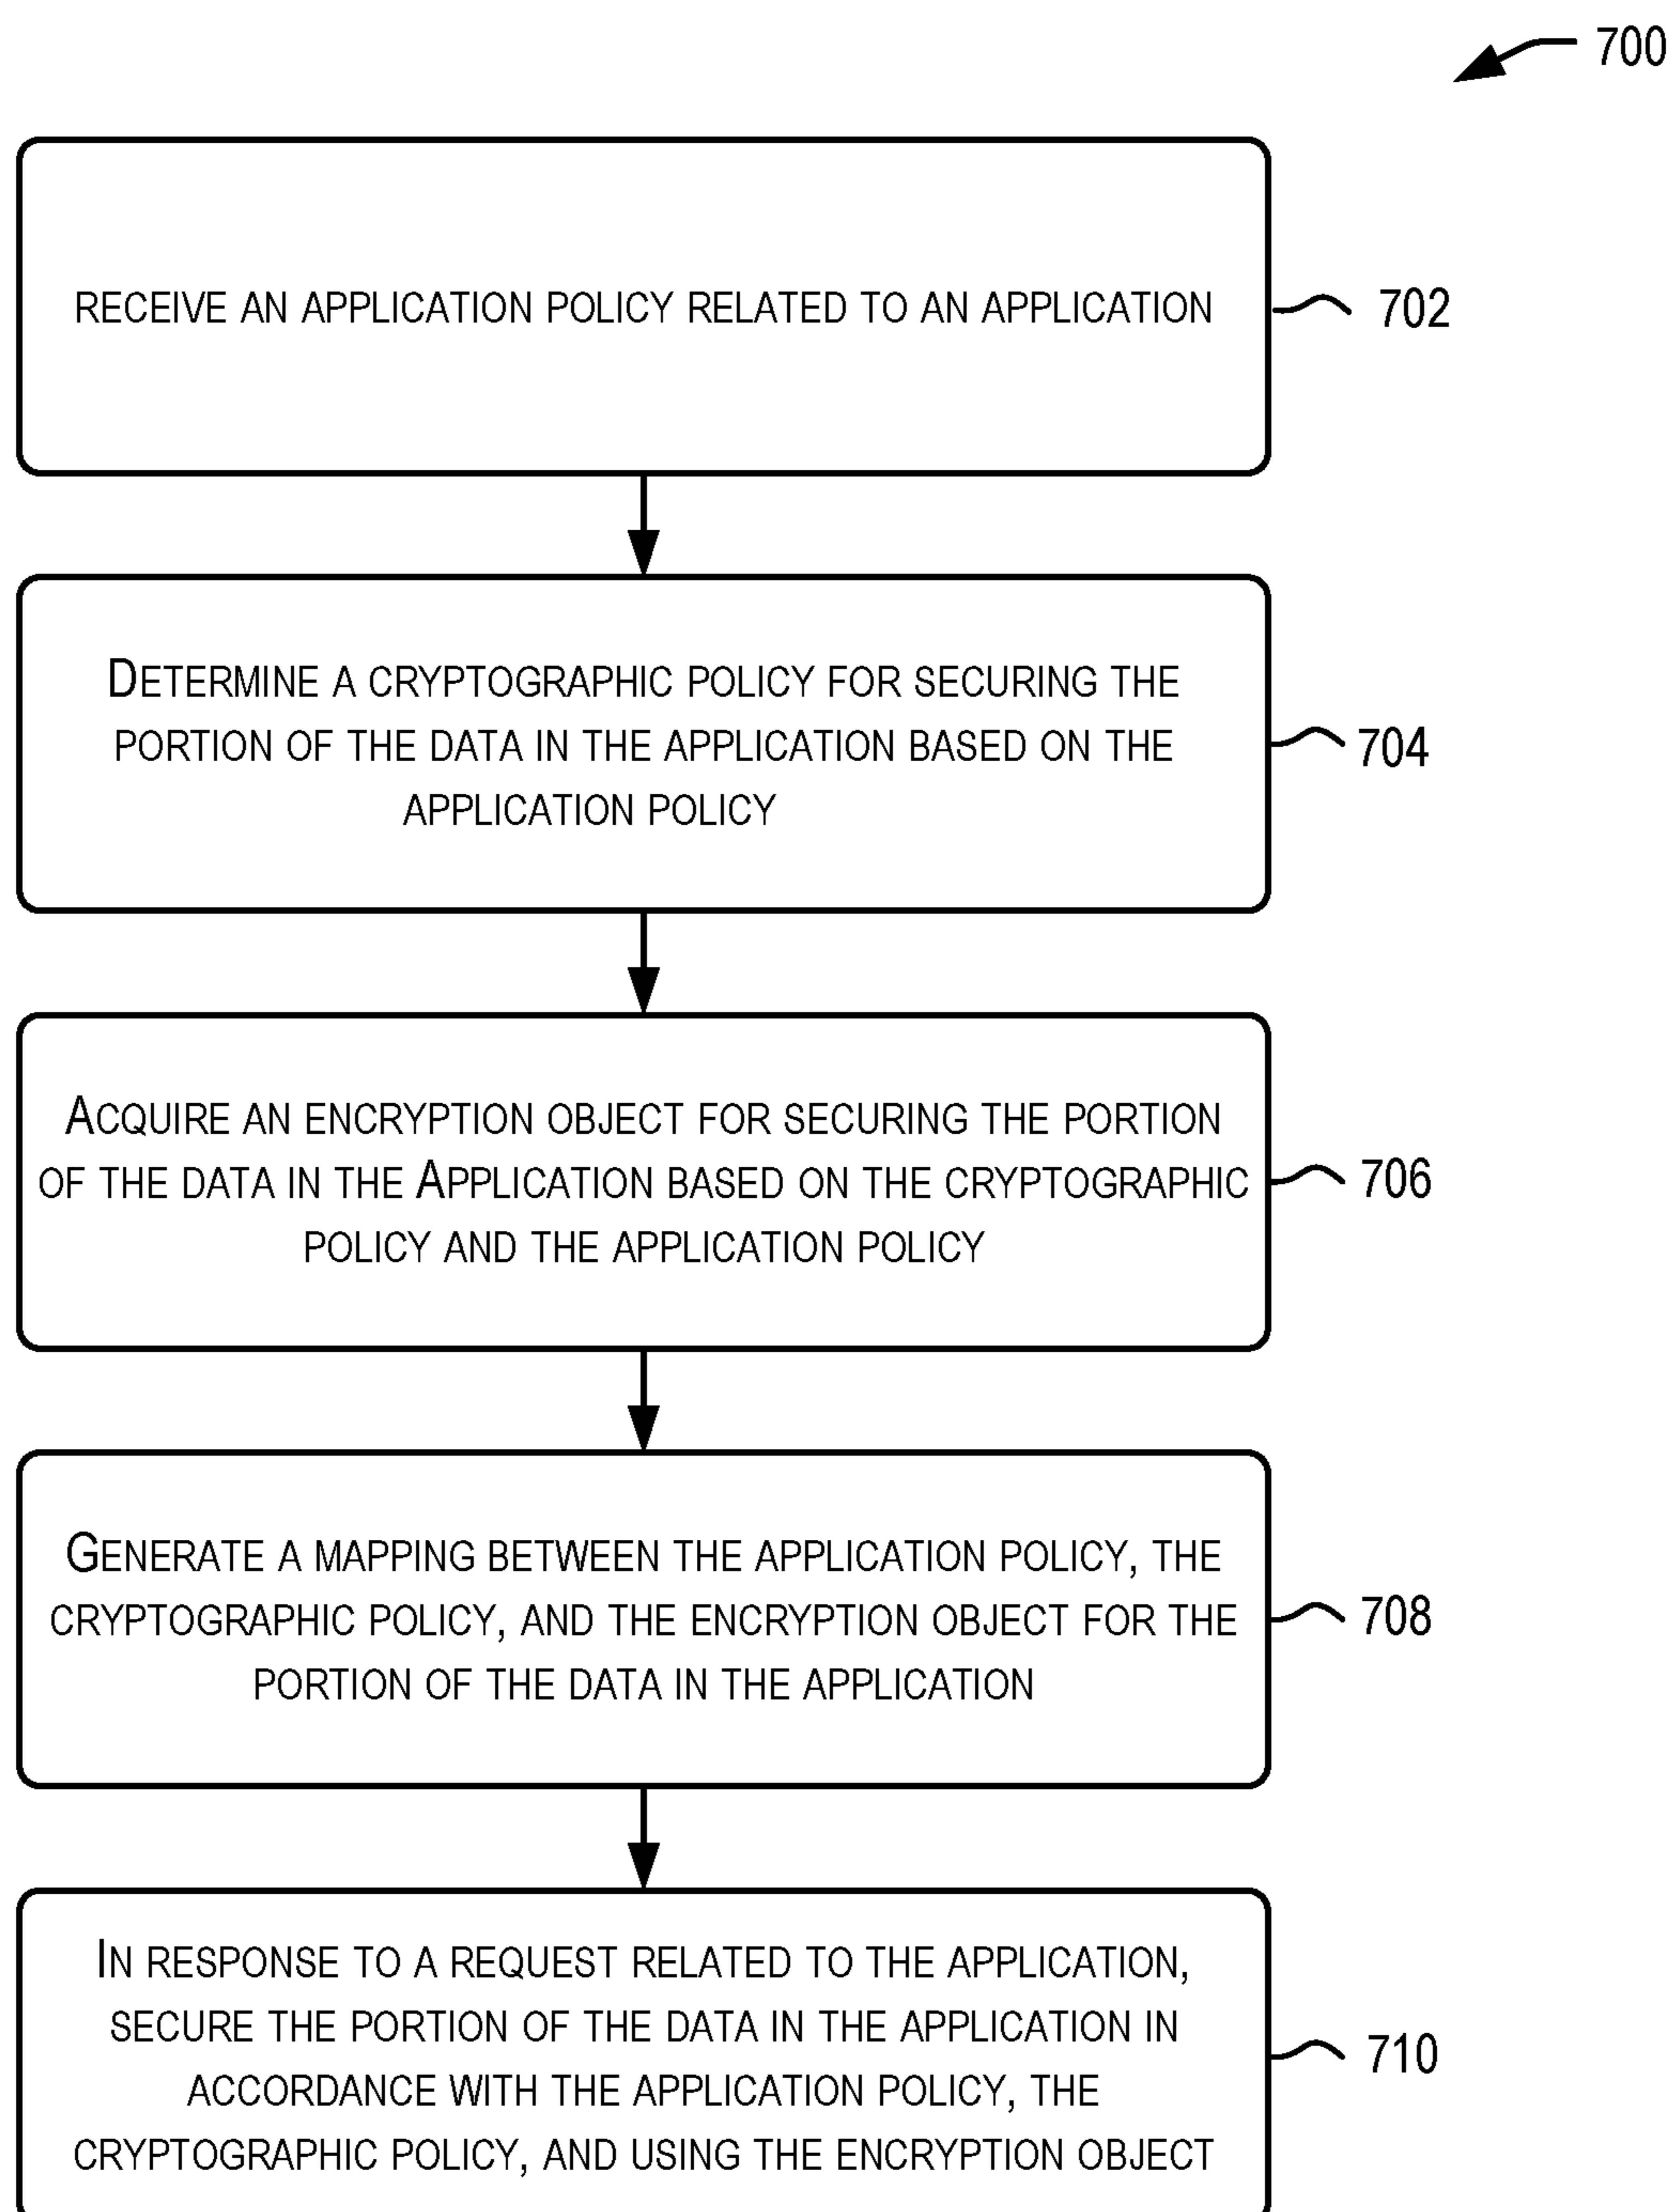 700
RECEIVE AN APPLICATION POLICY RELATED TO AN APPLICATION
702
DETERMINE A CRYPTOGRAPHIC POLICY FOR SECURING THE
PORTION OF THE DATA IN THE APPLICATION BASED ON THE
APPLICATION POLICY
704
ACQUIRE AN ENCRYPTION OBJECT FOR SECURING THE PORTION
OF THE DATA IN THE APPLICATION BASED ON THE CRYPTOGRAPHIC
POLICY AND THE APPLICATION POLICY
706
GENERATE A MAPPING BETWEEN THE APPLICATION POLICY, THE
CRYPTOGRAPHIC POLICY, AND THE ENCRYPTION OBJECT FOR THE
PORTION OF THE DATA IN THE APPLICATION
708
IN RESPONSE TO A REQUEST RELATED TO THE APPLICATION,
SECURE THE PORTION OF THE DATA IN THE APPLICATION IN
ACCORDANCE WITH THE APPLICATION POLICY, THE
CRYPTOGRAPHIC POLICY, AND USING THE ENCRYPTION OBJECT
710